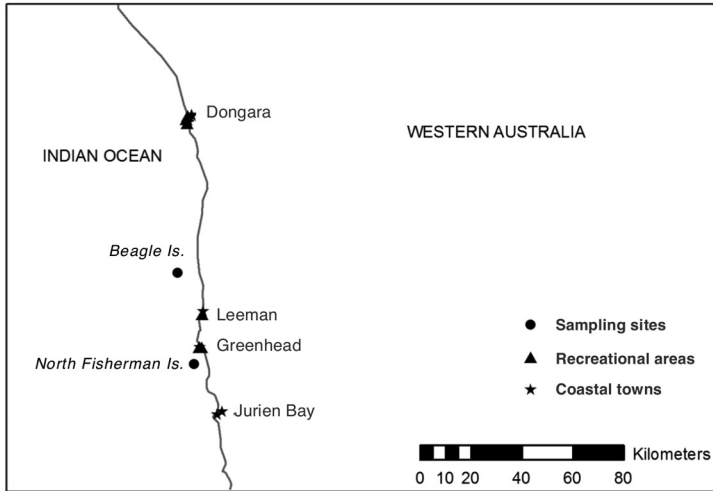 Dongara
WESTERN AUSTRALIA
INDIAN OCEAN
Beagle Is.
Leeman
Sampling sites
Greenhead
Recreational areas
North Fisherman Is.
Coastal towns
Jurien Bay
Kilometers
0 10 20 40 60 80